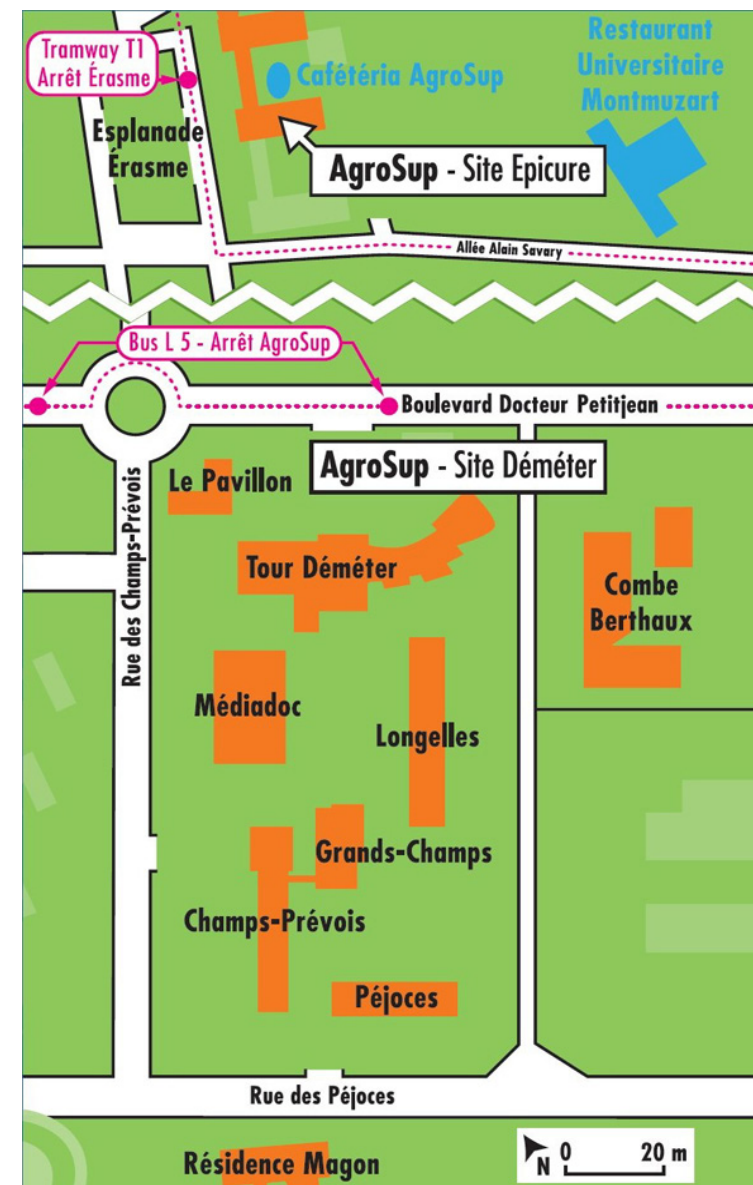 Tramway T1
Arrêt Érasme
Restaurant
Universitaire
Montmuzart
Cafétéria AgroSup
Esplanade
Érasme
AgroSup - Site Epicure
Allée Alain Savary
Bus L 5 - Arrêt AgroSup
Boulevard Docteur Petitjean
AgroSup - Site Déméter
Le Pavillon
Rue des Champs-Prévois
Tour Déméter
Combe
Berthaux
Médiadoc
Longelles
Grands-Champs
Champs-Prévois
Péjoces
Rue des Péjoces
Résidence Magon
N
0 20 m